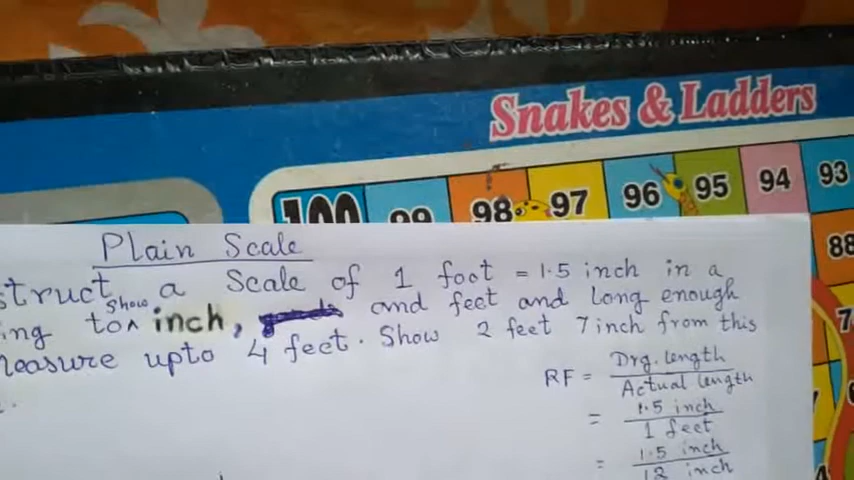 Snakes & Ladders
100 99 98 97 96 95 94 93
88
Plain Scale
struct a Scale of 1 foot = 1.5 inch in a
ing to ^ show inch, and feet and long enough
measure upto 4 feet. Show 2 feet 7 inch from this
RF = Drg. length
Actual length
= 1.5 inch
1 feet
= 1.5 inch
12 inch